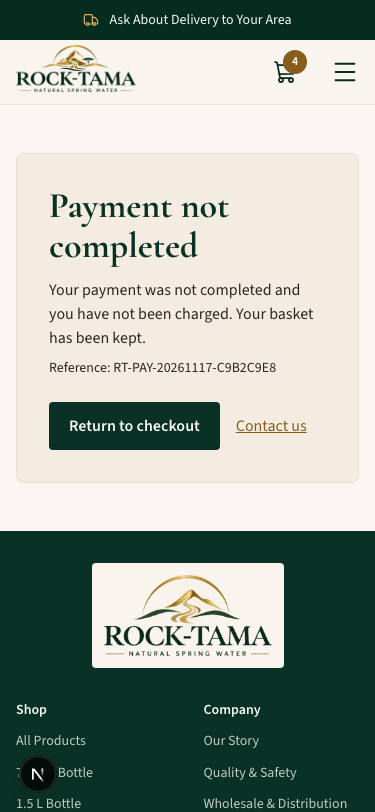 Ask About Delivery to Your Area
ROCK-TAMA
NATURAL SPRING WATER
4
Payment not
completed
Your payment was not completed and
you have not been charged. Your basket
has been kept.
Reference: RT-PAY-20261117-C9B2C9E8
Return to checkout
Contact us
ROCK-TAMA
NATURAL SPRING WATER
Shop
Company
All Products
Our Story
N
Bottle
Quality & Safety
1.5 L Bottle
Wholesale & Distribution